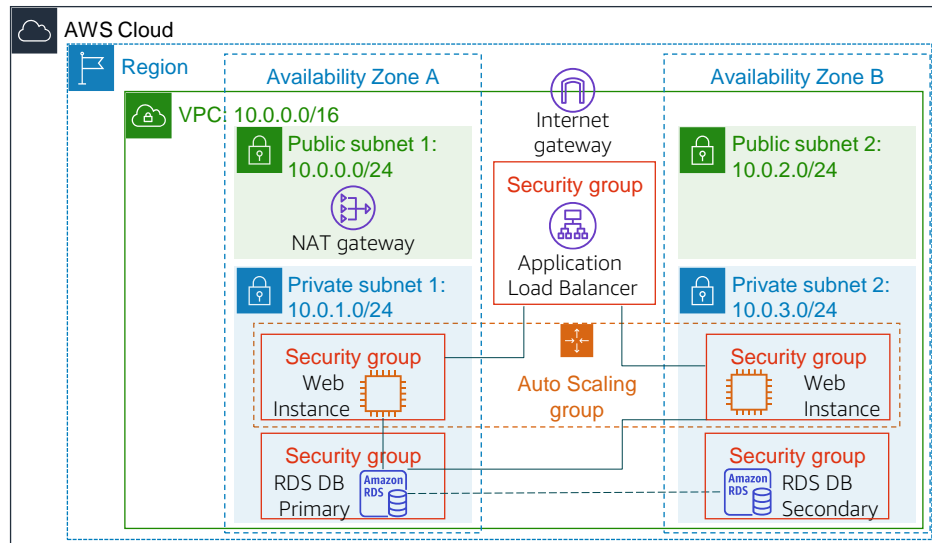 AWS Cloud
Region
Availability Zone A
Availability Zone B
VPC: 10.0.0.0/16
Internet
gateway
Public subnet 1:
10.0.0.0/24
NAT gateway
Public subnet 2:
10.0.2.0/24
Security group
Application
Load Balancer
Private subnet 1:
10.0.1.0/24
Private subnet 2:
10.0.3.0/24
Security group
Web
Instance
Auto Scaling
group
Security group
Web
Instance
Security group
RDS DB
Primary
Amazon
RDS
Security group
Amazon
RDS
RDS DB
Secondary